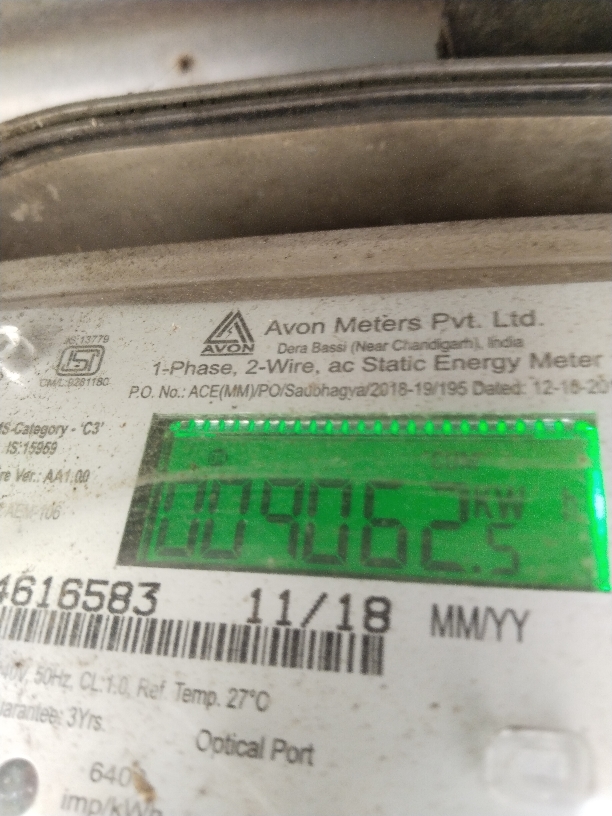 Avon Meters Pvt. Ltd.
AVON
Dera Bassi (Near Chandigarh), India
IS:13779
1-Phase, 2-Wire, ac Static Energy Meter
CM/L:9281180
P.O. No.: ACE(MM)/PO/Saubhagya/2018-19/195 Dated: 12-18-20
Category - 'C3'
IS:15959
Ver.: AA1.00
009062.5 KW
4616583 11/18 MM/YY
50Hz, CL:1.0, Ref. Temp. 27°C
3Yrs.
Optical Port
640
imp/kWh